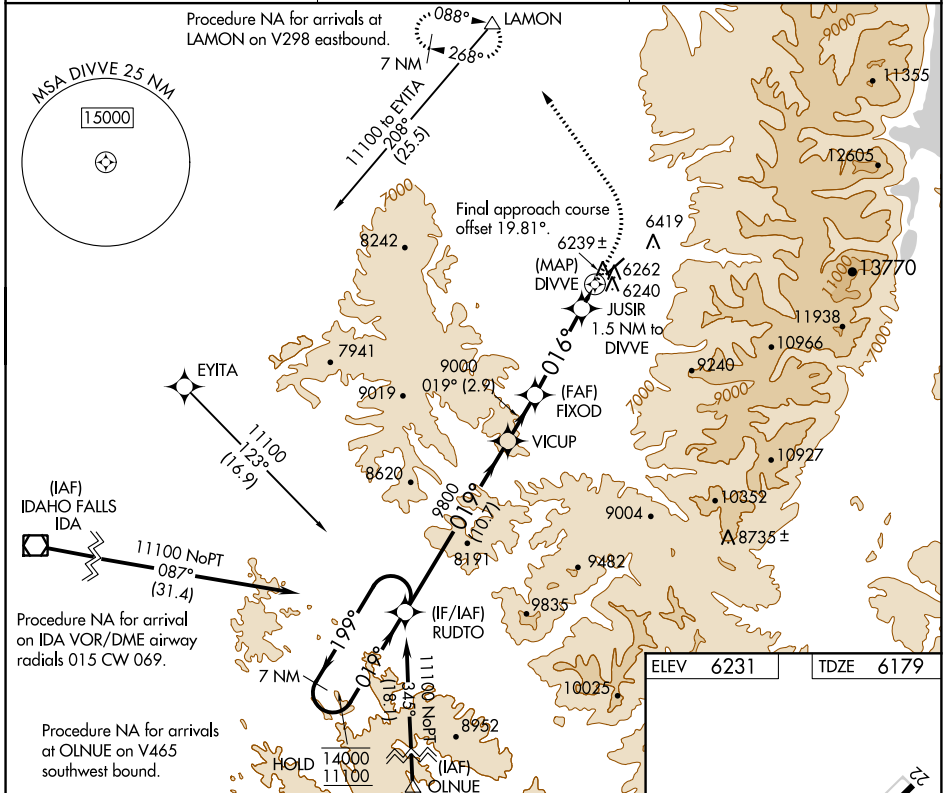 Procedure NA for arrivals at
LAMON on V298 eastbound.
088°
LAMON
7 NM
268°
MSA DIVVE 25 NM
15000
11100 to EYITA
208°
(25.5)
11355
12605
7000
8242
Final approach course
offset 19.81°.
6419
6239±
6262
(MAP)
DIVVE
6240
13770
11000
JUSIR
1.5 NM to
DIVVE
11938
7000
10966
7941
EYITA
9000
019° (2.9)
016°
9240
9000
7000
9019
(FAF)
FIXOD
VICUP
11100
123°
(16.9)
10927
8620
9800
019°
(10.7)
10352
9004
8735±
(IAF)
IDAHO FALLS
IDA
11100 NoPT
087°
(31.4)
8191
9482
9835
Procedure NA for arrival
on IDA VOR/DME airway
radials 015 CW 069.
(IF/IAF)
RUDTO
199°
019°
7 NM
11100 NoPT
345°
(18.1)
10025
ELEV 6231
TDZE 6179
8952
Procedure NA for arrivals
at OLNUE on V465
southwest bound.
HOLD
14000
11100
(IAF)
OLNUE
22